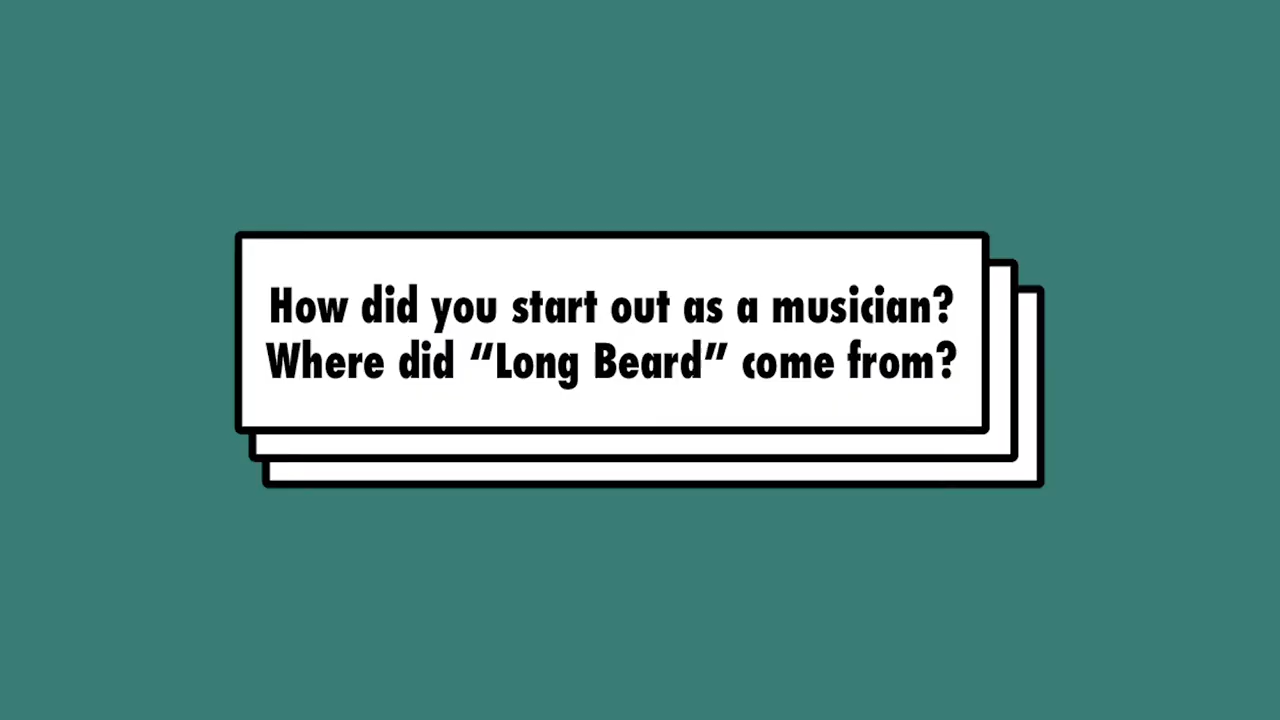 How did you start out as a musician?
Where did “Long Beard” come from?